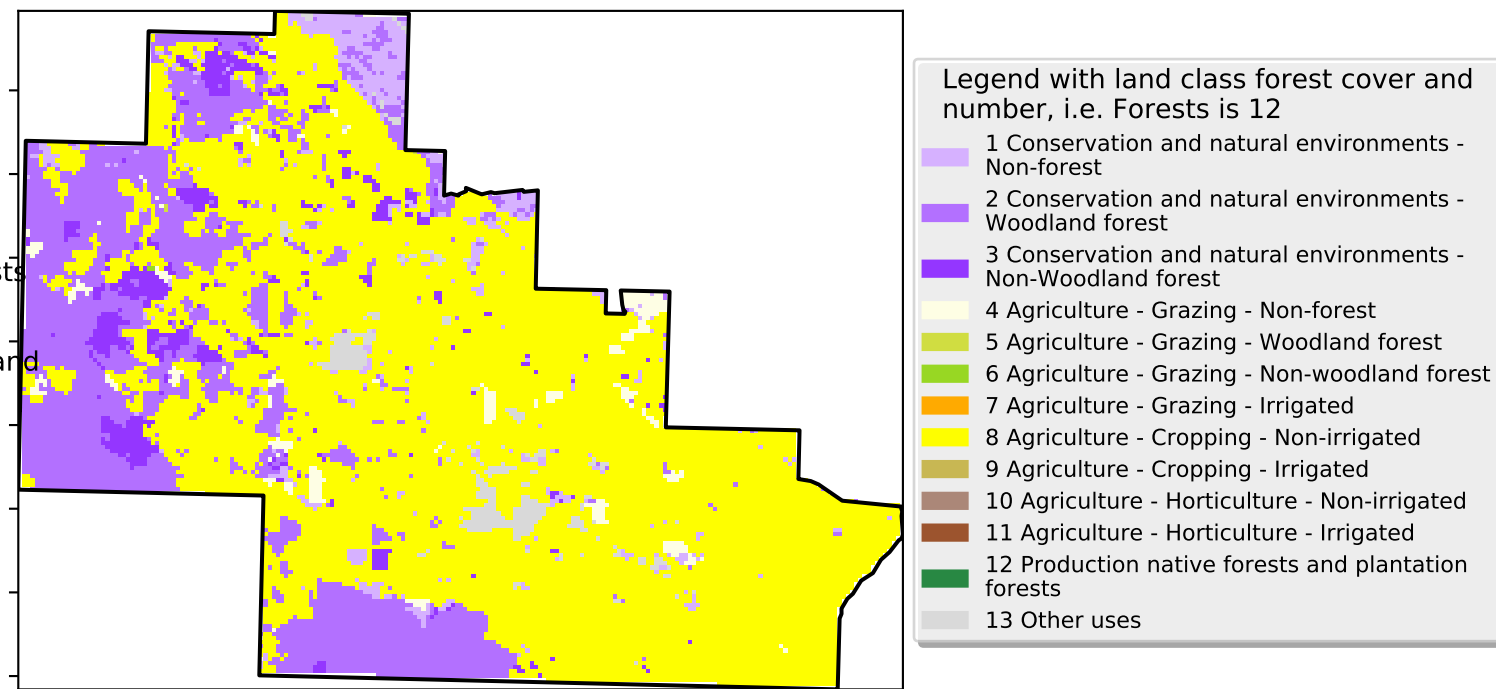 Legend with land class forest cover and
number, i.e. Forests is 12
1 Conservation and natural environments -
Non-forest
2 Conservation and natural environments -
Woodland forest
3 Conservation and natural environments -
Non-Woodland forest
sts
4 Agriculture - Grazing - Non-forest
5 Agriculture - Grazing - Woodland forest
and
6 Agriculture - Grazing - Non-woodland forest
7 Agriculture - Grazing - Irrigated
8 Agriculture - Cropping - Non-irrigated
9 Agriculture - Cropping - Irrigated
10 Agriculture - Horticulture - Non-irrigated
11 Agriculture - Horticulture - Irrigated
12 Production native forests and plantation
forests
13 Other uses